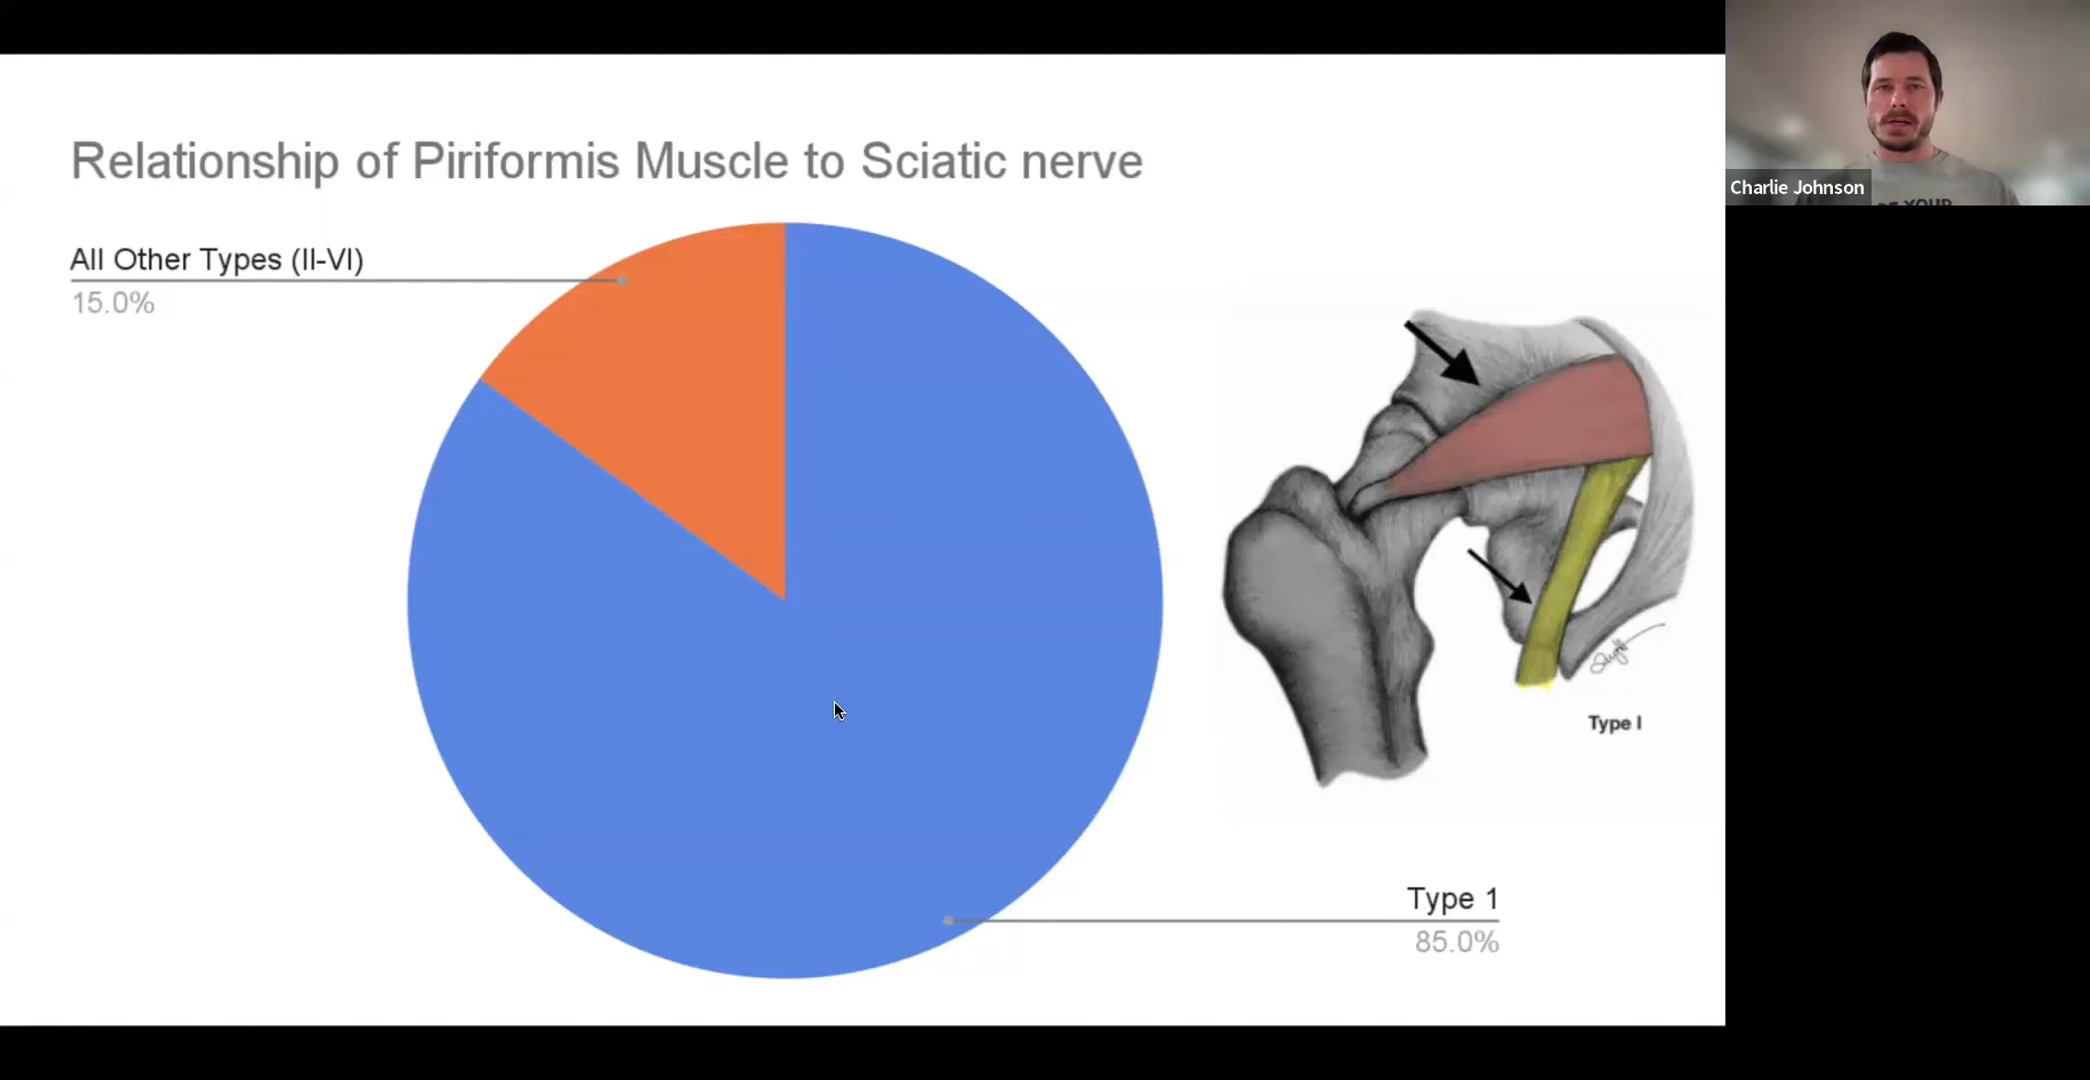 Relationship of Piriformis Muscle to Sciatic nerve
Charlie Johnson
All Other Types (II-VI)
15.0%
Type I
Type 1
85.0%